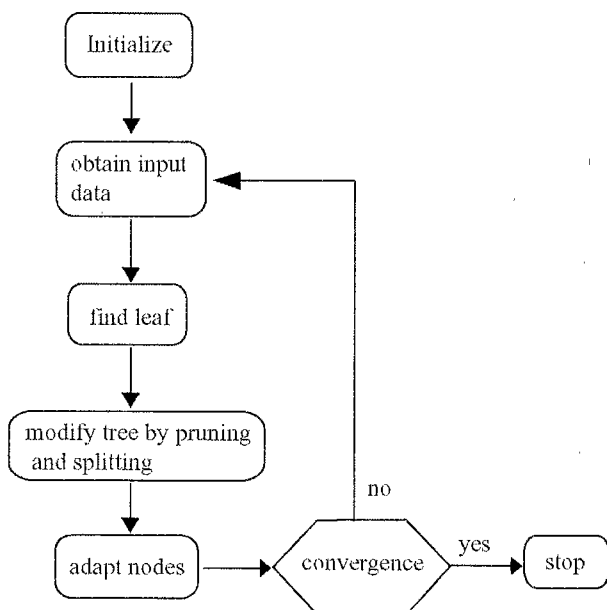 Initialize
obtain input
data
find leaf
modify tree by pruning
and splitting
no
adapt nodes
convergence
yes
stop